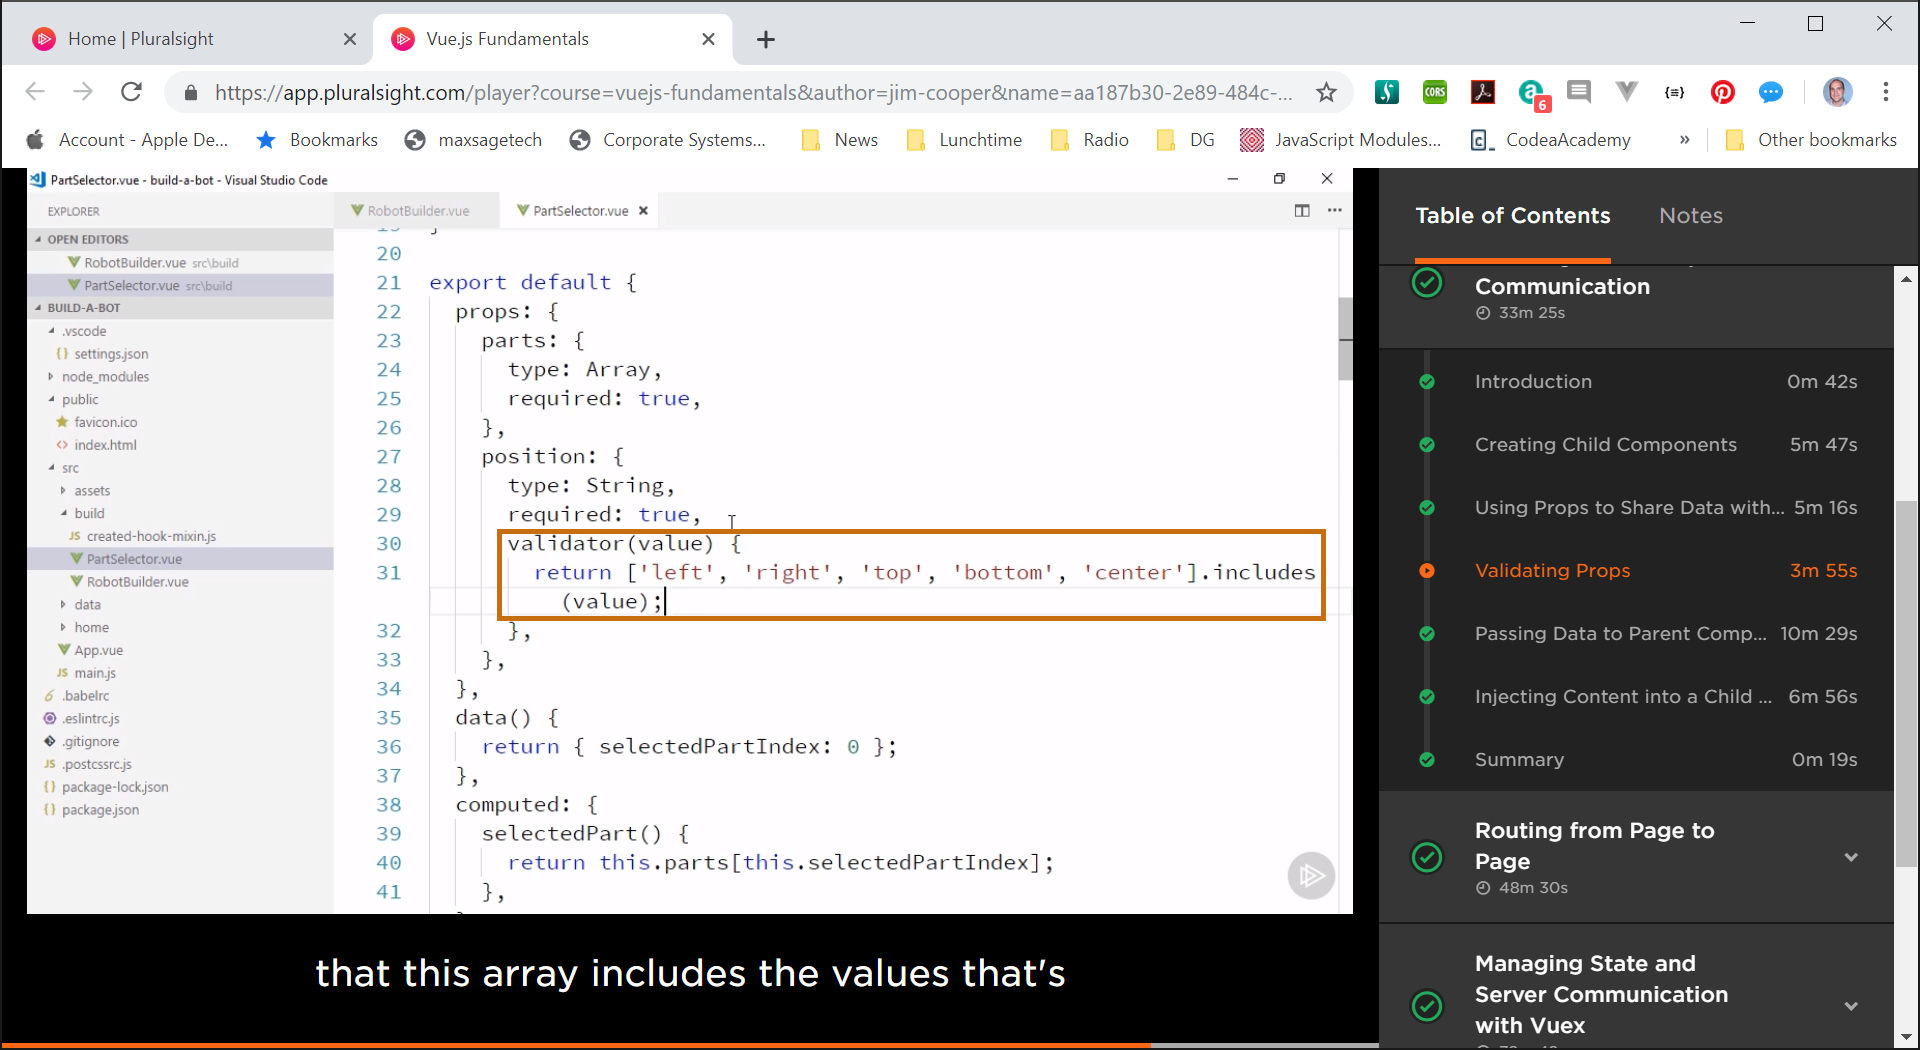 Home | Pluralsight
Vue.js Fundamentals
https://app.pluralsight.com/player?course=vuejs-fundamentals&author=jim-cooper&name=aa187b30-2e89-484c-...
CORS
6
{≡}
Account - Apple De...
Bookmarks
maxsagetech
Corporate Systems...
News
Lunchtime
Radio
DG
JavaScript Modules...
CodeaAcademy
»
Other bookmarks
PartSelector.vue - build-a-bot - Visual Studio Code
EXPLORER
OPEN EDITORS
RobotBuilder.vue src\build
PartSelector.vue src\build
BUILD-A-BOT
.vscode
{} settings.json
node_modules
public
favicon.ico
<> index.html
src
assets
build
JS created-hook-mixin.js
PartSelector.vue
RobotBuilder.vue
data
home
App.vue
JS main.js
.babelrc
.eslintrc.js
.gitignore
JS .postcssrc.js
{} package-lock.json
{} package.json
RobotBuilder.vue
PartSelector.vue
19 }
20
21 export default {
22 props: {
23 parts: {
24 type: Array,
25 required: true,
26 },
27 position: {
28 type: String,
29 required: true,
30 validator(value) {
31 return ['left', 'right', 'top', 'bottom', 'center'].includes
(value);
32 },
33 },
34 },
35 data() {
36 return { selectedPartIndex: 0 };
37 },
38 computed: {
39 selectedPart() {
40 return this.parts[this.selectedPartIndex];
41 },
that this array includes the values that's
Table of Contents
Notes
Communication
33m 25s
Introduction 0m 42s
Creating Child Components 5m 47s
Using Props to Share Data with... 5m 16s
Validating Props 3m 55s
Passing Data to Parent Comp... 10m 29s
Injecting Content into a Child ... 6m 56s
Summary 0m 19s
Routing from Page to
Page
48m 30s
Managing State and
Server Communication
with Vuex